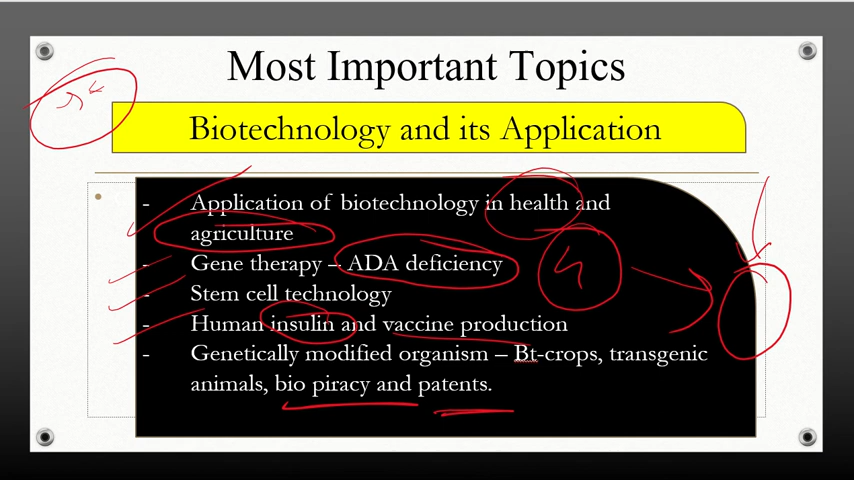 Most Important Topics
Biotechnology and its Application
- Application of biotechnology in health and
agriculture
- Gene therapy – ADA deficiency
- Stem cell technology
- Human insulin and vaccine production
- Genetically modified organism – Bt-crops, transgenic
animals, bio piracy and patents.